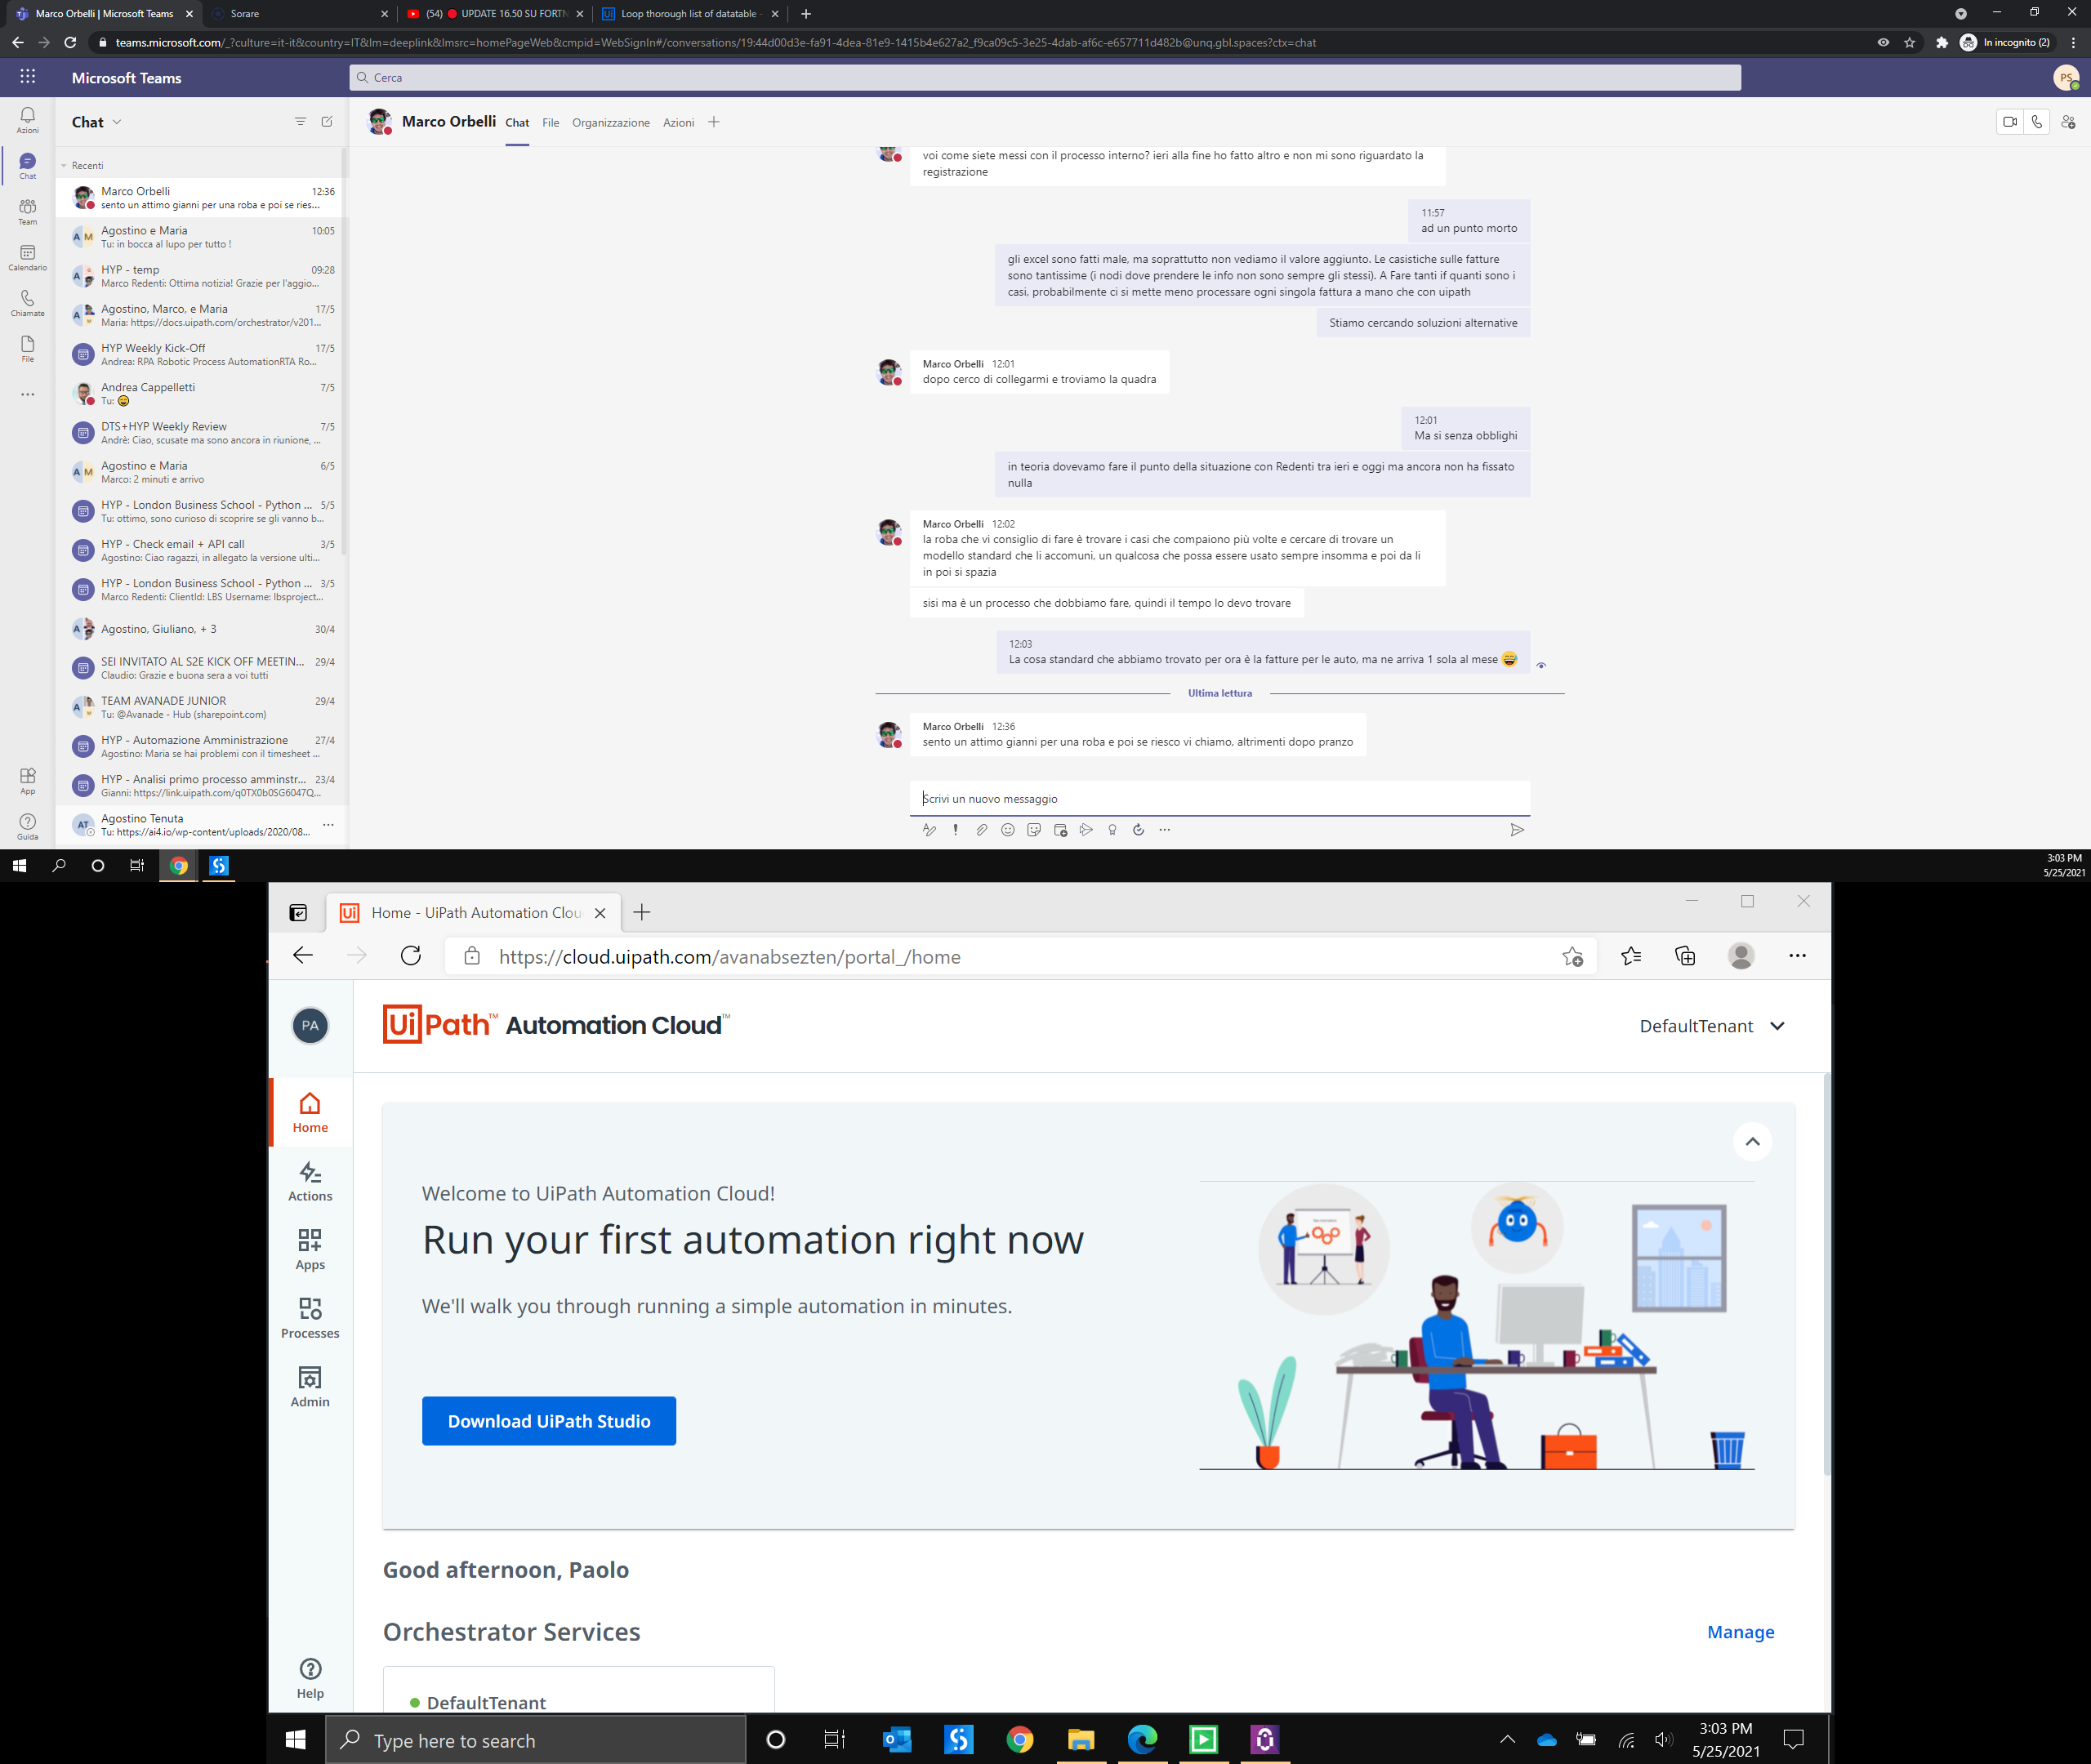 Marco Orbelli | Microsoft Teams
Sorare
(54) UPDATE 16.50 SU FORTN
Loop thorough list of datatable -
teams.microsoft.com/_?culture=it-it&country=IT&lm=deeplink&lmsrc=homePageWeb&cmpid=WebSignIn#/conversations/19:44d00d3e-fa91-4dea-81e9-1415b4e627a2_f9ca09c5-3e25-4dab-af6c-e657711d482b@unq.gbl.spaces?ctx=chat
In incognito (2)
Microsoft Teams
Cerca
PS
Azioni
Chat
Team
Calendario
Chiamate
File
App
Guida
Chat
Recenti
Marco Orbelli 12:36
sento un attimo gianni per una roba e poi se ries...
Agostino e Maria 10:05
Tu: in bocca al lupo per tutto !
HYP - temp 09:28
Marco Redenti: Ottima notizia! Grazie per l'aggio...
Agostino, Marco, e Maria 17/5
Maria: https://docs.uipath.com/orchestrator/v201...
HYP Weekly Kick-Off 17/5
Andrea: RPA Robotic Process AutomationRTA Ro...
Andrea Cappelletti 7/5
Tu: 😄
DTS+HYP Weekly Review 7/5
Andrè: Ciao, scusate ma sono ancora in riunione, ...
Agostino e Maria 6/5
Marco: 2 minuti e arrivo
HYP - London Business School - Python ... 5/5
Tu: ottimo, sono curioso di scoprire se gli vanno b...
HYP - Check email + API call 3/5
Agostino: Ciao ragazzi, in allegato la versione ulti...
HYP - London Business School - Python ... 3/5
Marco Redenti: ClientId: LBS Username: lbsproject...
Agostino, Giuliano, + 3 30/4
SEI INVITATO AL S2E KICK OFF MEETIN... 29/4
Claudio: Grazie e buona sera a voi tutti
TEAM AVANADE JUNIOR 29/4
Tu: @Avanade - Hub (sharepoint.com)
HYP - Automazione Amministrazione 27/4
Agostino: Maria se hai problemi con il timesheet ...
HYP - Analisi primo processo amminstr... 23/4
Gianni: https://link.uipath.com/q0TX0b0SG6047Q...
AT Agostino Tenuta
Tu: https://ai4.io/wp-content/uploads/2020/08...
Marco Orbelli Chat File Organizzazione Azioni
voi come siete messi con il processo interno? ieri alla fine ho fatto altro e non mi sono riguardato la
registrazione
11:57
ad un punto morto
gli excel sono fatti male, ma soprattutto non vediamo il valore aggiunto. Le casistiche sulle fatture
sono tantissime (i nodi dove prendere le info non sono sempre gli stessi). A Fare tanti if quanti sono i
casi, probabilmente ci si mette meno processare ogni singola fattura a mano che con uipath
Stiamo cercando soluzioni alternative
Marco Orbelli 12:01
dopo cerco di collegarmi e troviamo la quadra
12:01
Ma si senza obblighi
in teoria dovevamo fare il punto della situazione con Redenti tra ieri e oggi ma ancora non ha fissato
nulla
Marco Orbelli 12:02
la roba che vi consiglio di fare è trovare i casi che compaiono più volte e cercare di trovare un
modello standard che li accomuni, un qualcosa che possa essere usato sempre insomma e poi da li
in poi si spazia
sisi ma è un processo che dobbiamo fare, quindi il tempo lo devo trovare
12:03
La cosa standard che abbiamo trovato per ora è la fatture per le auto, ma ne arriva 1 sola al mese 😅
Ultima lettura
Marco Orbelli 12:36
sento un attimo gianni per una roba e poi se riesco vi chiamo, altrimenti dopo pranzo
Scrivi un nuovo messaggio
3:03 PM
5/25/2021
Home - UiPath Automation Clou
https://cloud.uipath.com/avanabsezten/portal_/home
PA
UiPath™ Automation Cloud™
DefaultTenant
Home
Actions
Apps
Processes
Admin
Help
Welcome to UiPath Automation Cloud!
Run your first automation right now
We'll walk you through running a simple automation in minutes.
Download UiPath Studio
Good afternoon, Paolo
Orchestrator Services
Manage
DefaultTenant
Type here to search
3:03 PM
5/25/2021